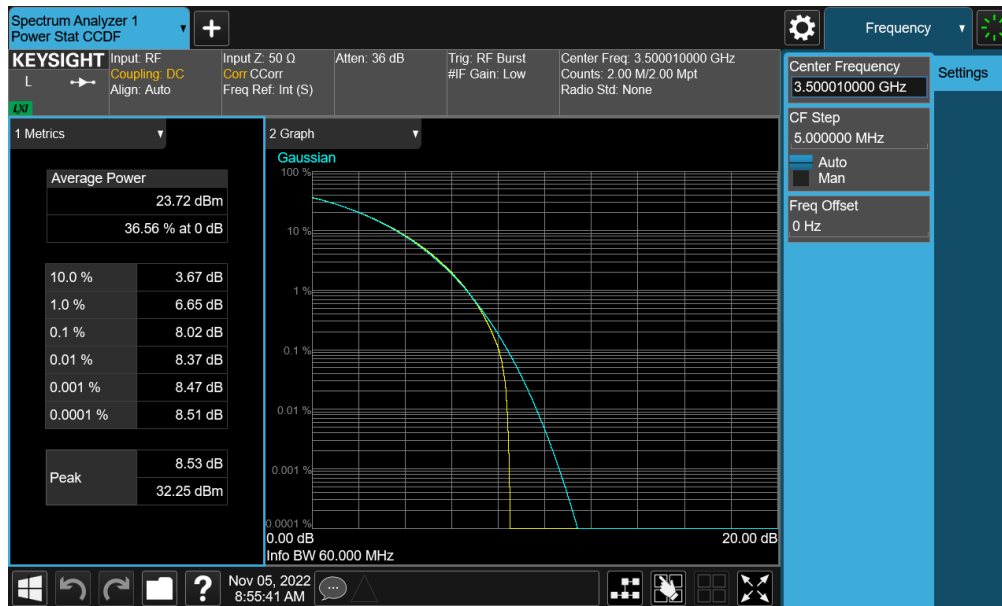 Spectrum Analyzer 1
Power Stat CCDF
+
Frequency
KEYSIGHT
L
LXI
Input: RF
Coupling: DC
Align: Auto
Input Z: 50 Ω
Corr CCorr
Freq Ref: Int (S)
Atten: 36 dB
Trig: RF Burst
#IF Gain: Low
Center Freq: 3.500010000 GHz
Counts: 2.00 M/2.00 Mpt
Radio Std: None
Center Frequency
3.500010000 GHz
Settings
CF Step
5.000000 MHz
Auto
Man
Freq Offset
0 Hz
1 Metrics
Average Power
23.72 dBm
36.56 % at 0 dB
10.0 % 3.67 dB
1.0 % 6.65 dB
0.1 % 8.02 dB
0.01 % 8.37 dB
0.001 % 8.47 dB
0.0001 % 8.51 dB
Peak
8.53 dB
32.25 dBm
2 Graph
Gaussian
100 %
10 %
1 %
0.1 %
0.01 %
0.001 %
0.0001 %
0.00 dB 20.00 dB
Info BW 60.000 MHz
?
Nov 05, 2022
8:55:41 AM